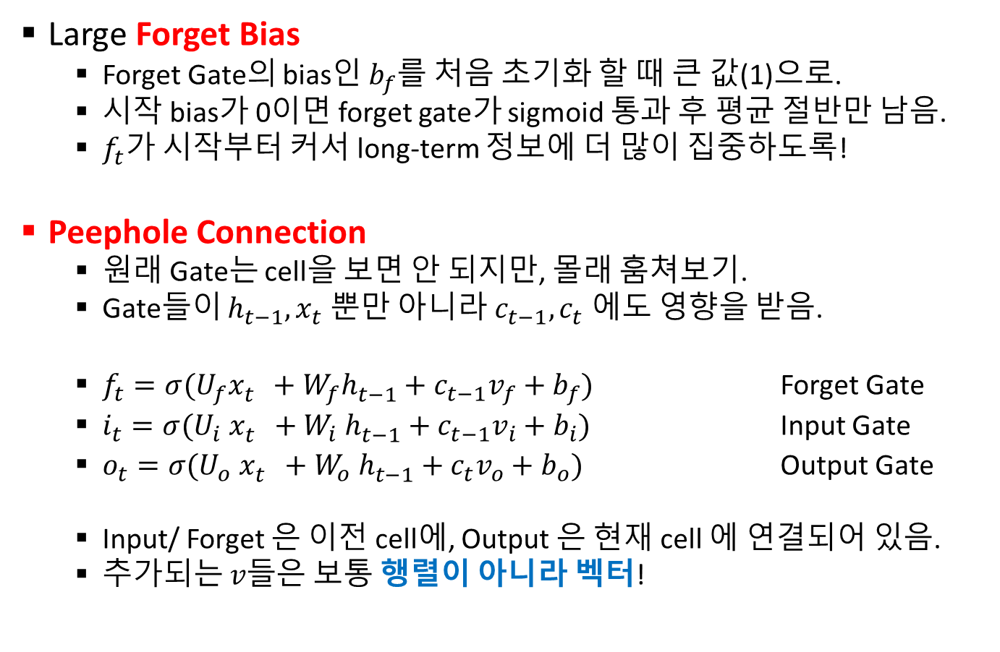 ▪ Large Forget Bias
▪ Forget Gate의 bias인 $b_f$를 처음 초기화 할 때 큰 값(1)으로.
▪ 시작 bias가 0이면 forget gate가 sigmoid 통과 후 평균 절반만 남음.
▪ $f_t$가 시작부터 커서 long-term 정보에 더 많이 집중하도록!
▪ Peephole Connection
▪ 원래 Gate는 cell을 보면 안 되지만, 몰래 훔쳐보기.
▪ Gate들이 $h_{t-1}, x_t$ 뿐만 아니라 $c_{t-1}, c_t$ 에도 영향을 받음.
▪ $f_t = \sigma(U_f x_t + W_f h_{t-1} + c_{t-1} v_f + b_f)$ Forget Gate
▪ $i_t = \sigma(U_i x_t + W_i h_{t-1} + c_{t-1} v_i + b_i)$ Input Gate
▪ $o_t = \sigma(U_o x_t + W_o h_{t-1} + c_t v_o + b_o)$ Output Gate
▪ Input/ Forget 은 이전 cell에, Output 은 현재 cell 에 연결되어 있음.
▪ 추가되는 $v$들은 보통 행렬이 아니라 벡터!